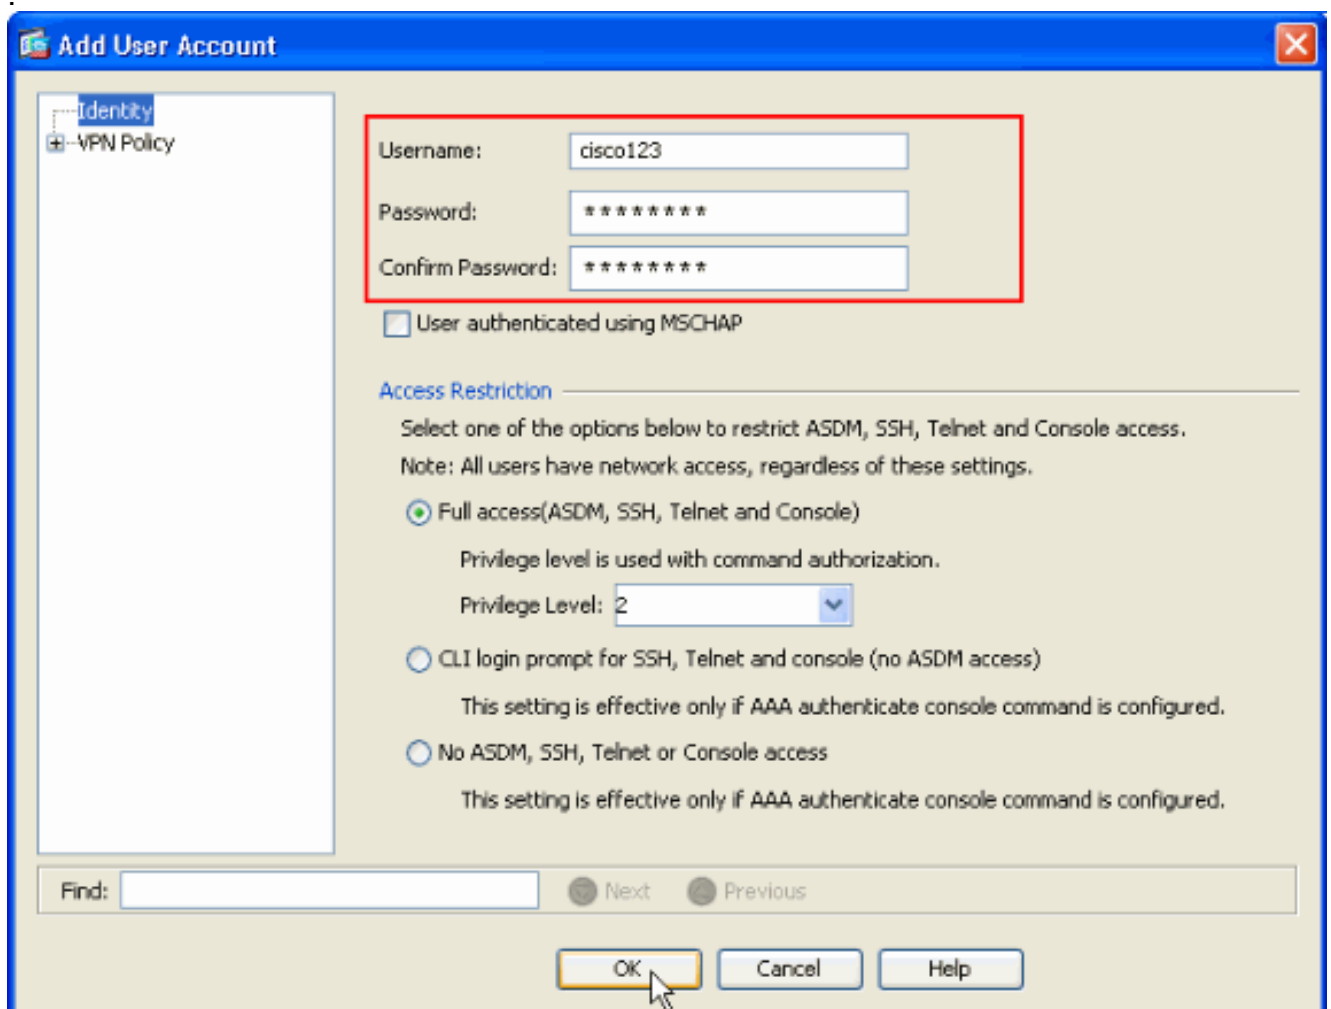 Add User Account
Identity
VPN Policy
Username: cisco123
Password: ********
Confirm Password: ********
User authenticated using MSCHAP
Access Restriction
Select one of the options below to restrict ASDM, SSH, Telnet and Console access.
Note: All users have network access, regardless of these settings.
Full access(ASDM, SSH, Telnet and Console)
Privilege level is used with command authorization.
Privilege Level: 2
CLI login prompt for SSH, Telnet and console (no ASDM access)
This setting is effective only if AAA authenticate console command is configured.
No ASDM, SSH, Telnet or Console access
This setting is effective only if AAA authenticate console command is configured.
Find: Next Previous
OK Cancel Help